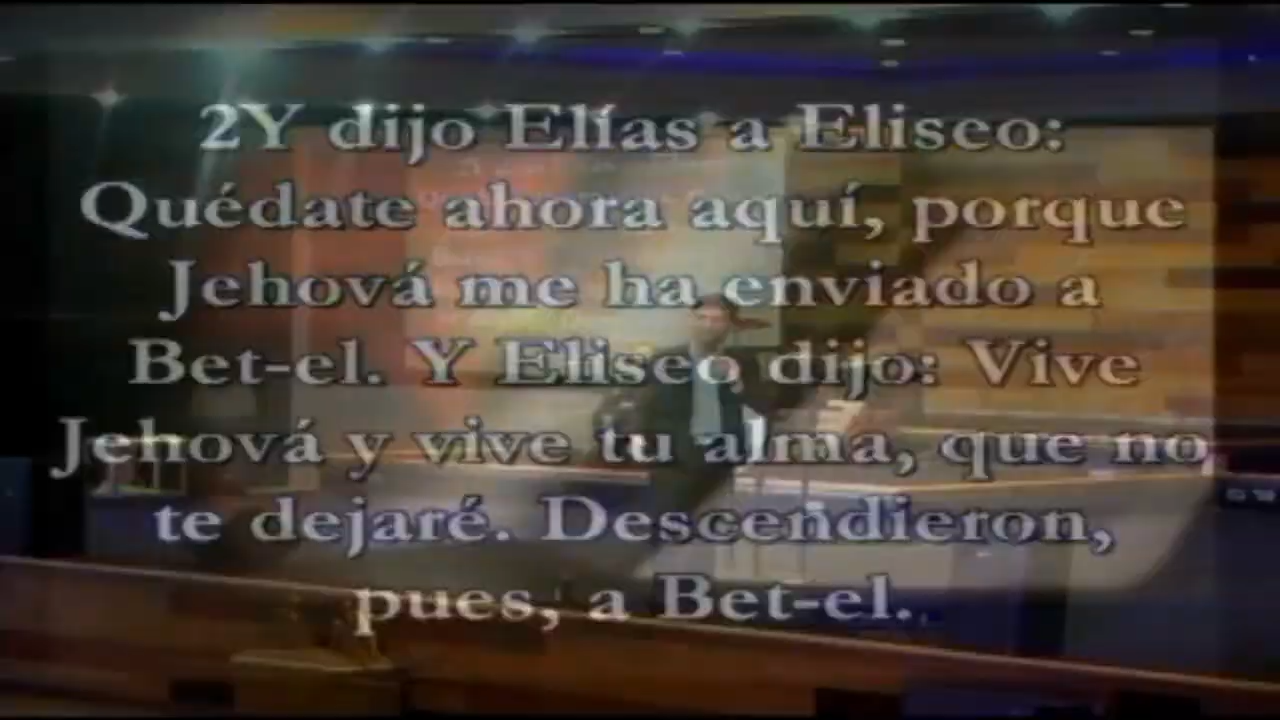 2Y dijo Elías a Eliseo:
Quédate ahora aquí, porque
Jehová me ha enviado a
Bet-el. Y Eliseo dijo: Vive
Jehová y vive tu alma, que no
te dejaré. Descendieron,
pues, a Bet-el.